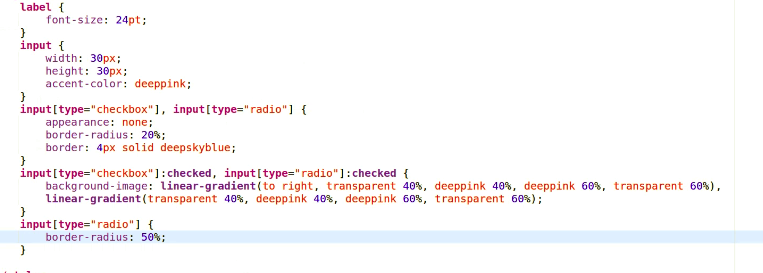 label {
    font-size: 24pt;
}
input {
    width: 30px;
    height: 30px;
    accent-color: deeppink;
}
input[type="checkbox"], input[type="radio"] {
    appearance: none;
    border-radius: 20%;
    border: 4px solid deepskyblue;
}
input[type="checkbox"]:checked, input[type="radio"]:checked {
    background-image: linear-gradient(to right, transparent 40%, deeppink 40%, deeppink 60%, transparent 60%),
    linear-gradient(transparent 40%, deeppink 40%, deeppink 60%, transparent 60%);
}
input[type="radio"] {
    border-radius: 50%;
}